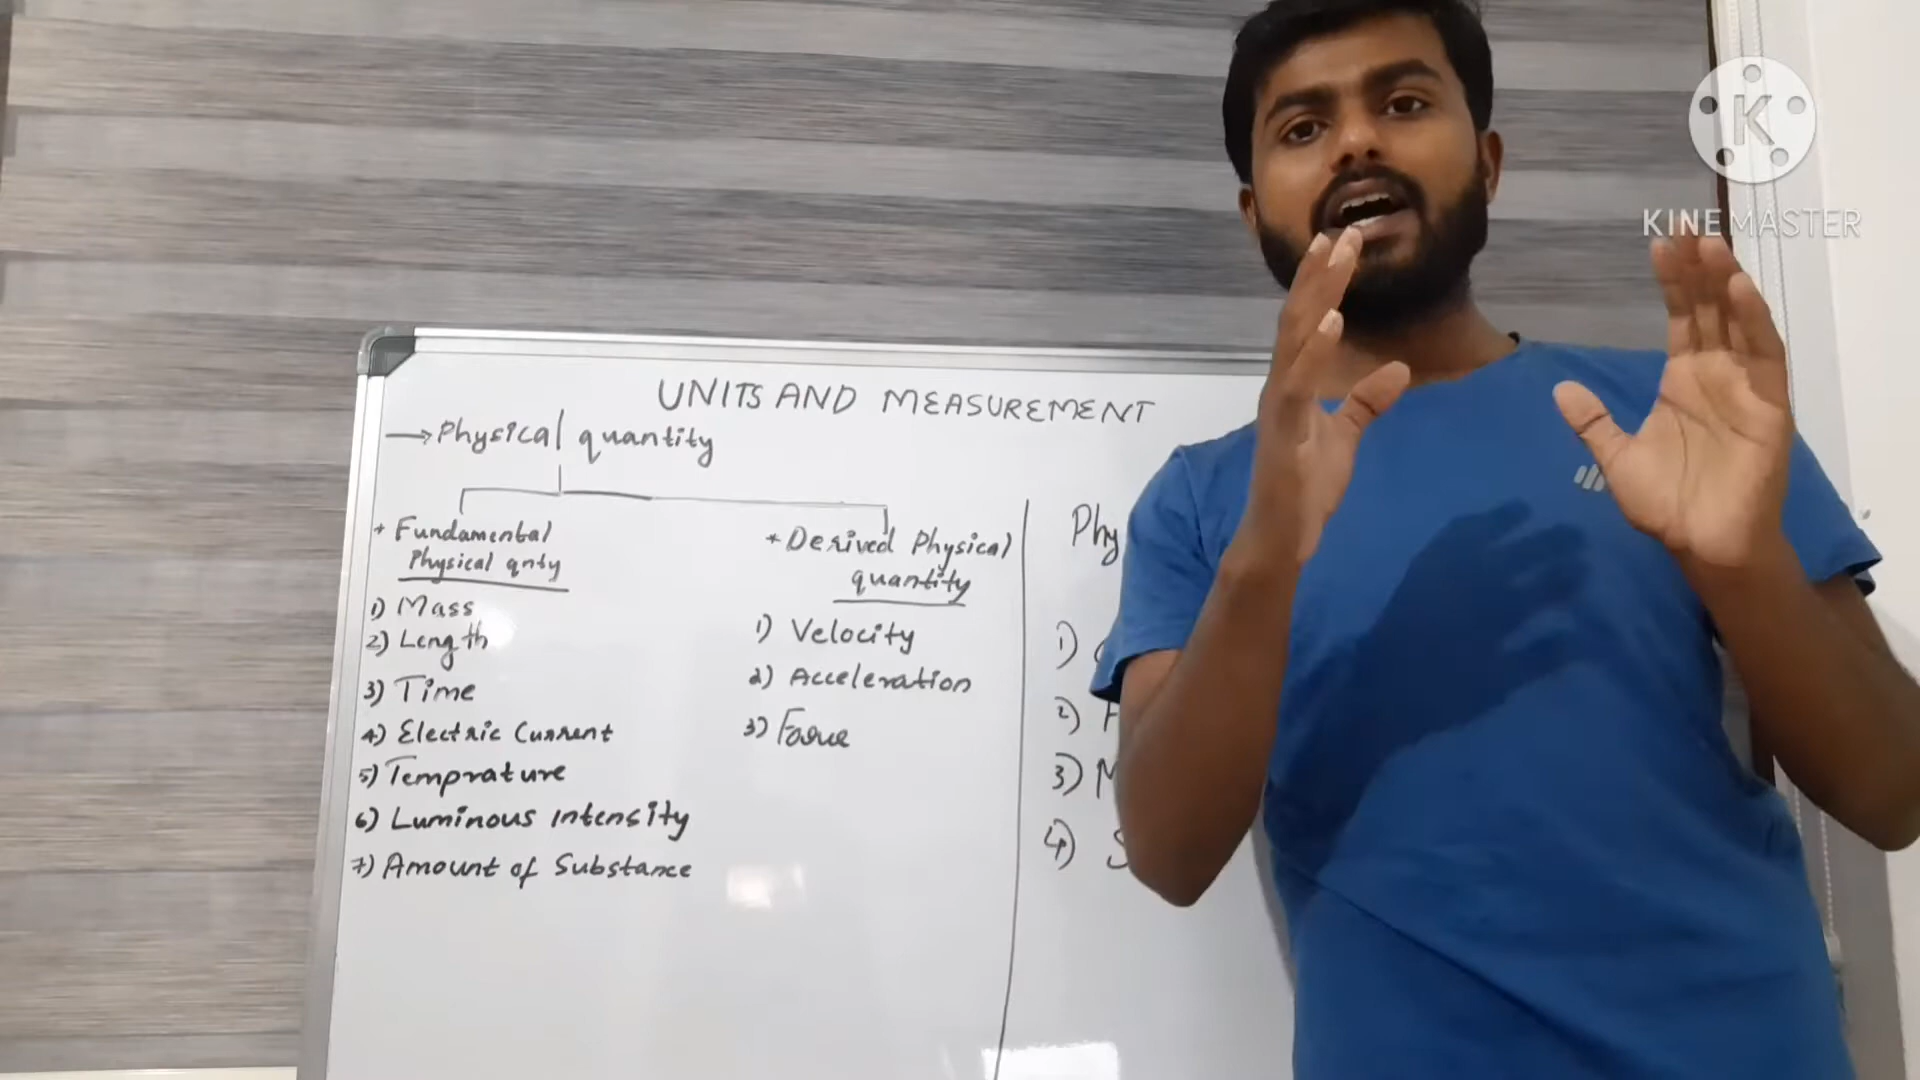 UNITS AND MEASUREMENT
→ Physical quantity
* Fundamental
Physical qnty
1) Mass
2) Length
3) Time
4) Electric Current
5) Temprature
6) Luminous intensity
7) Amount of Substance
* Derived Physical
quantity
1) Velocity
2) Acceleration
3) Force
Phy
1)
2) F
3) M
4) S
KINEMASTER